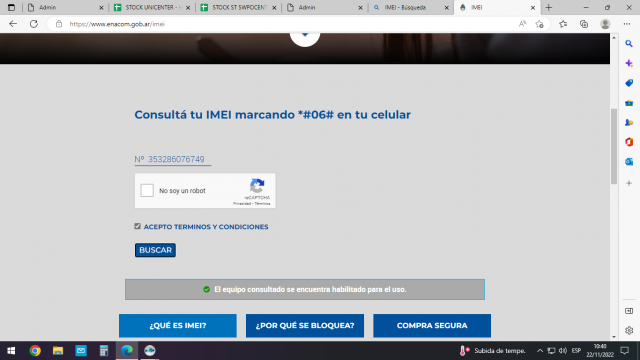 Admin
STOCK UNICENTER -
STOCK ST SWPOCENT
Admin
IMEI - Búsqueda
IMEI
https://www.enacom.gob.ar/imei
Consultá tu IMEI marcando *#06# en tu celular
Nº 353286076749
No soy un robot
reCAPTCHA
Privacidad - Términos
ACEPTO TERMINOS Y CONDICIONES
BUSCAR
El equipo consultado se encuentra habilitado para el uso.
¿QUÉ ES IMEI?
¿POR QUÉ SE BLOQUEA?
COMPRA SEGURA
Subida de tempe.
ESP
10:40
22/11/2022